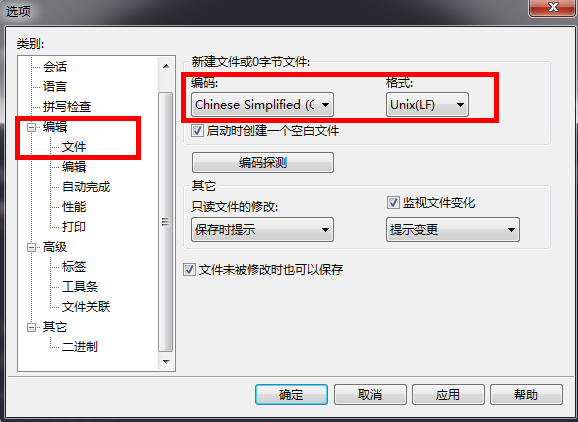 选项
类别:
会话
语言
拼写检查
编辑
文件
编辑
自动完成
性能
打印
高级
标签
工具条
文件关联
其它
二进制
新建文件或0字节文件:
编码:
格式:
Chinese Simplified (G
Unix(LF)
启动时创建一个空白文件
编码探测
其它
只读文件的修改:
监视文件变化
保存时提示
提示变更
文件未被修改时也可以保存
确定
取消
应用
帮助